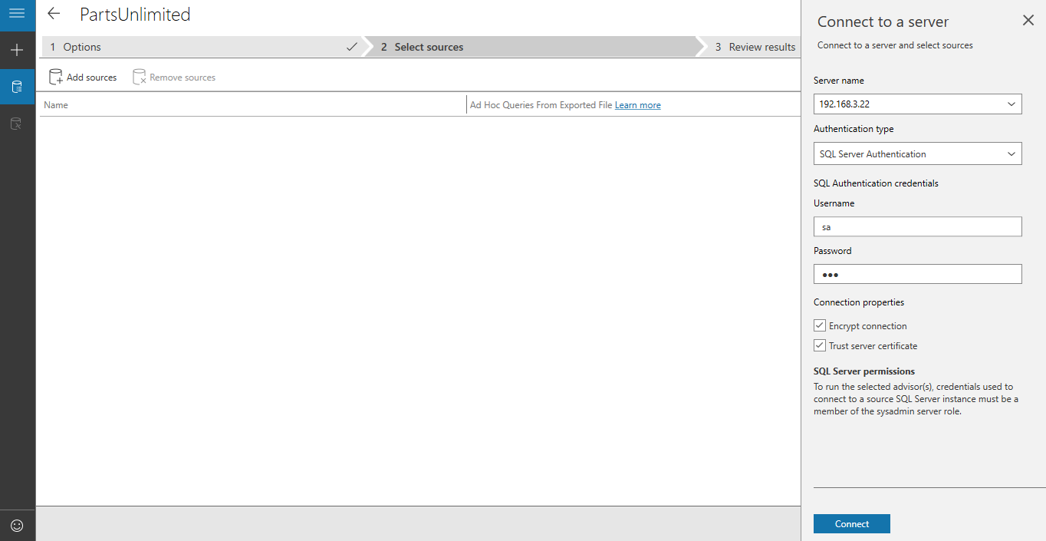 PartsUnlimited
1 Options
2 Select sources
3 Review results
Add sources
Remove sources
Name
Ad Hoc Queries From Exported File Learn more
Connect to a server
Connect to a server and select sources
Server name
192.168.3.22
Authentication type
SQL Server Authentication
SQL Authentication credentials
Username
sa
Password
●●●
Connection properties
Encrypt connection
Trust server certificate
SQL Server permissions
To run the selected advisor(s), credentials used to
connect to a source SQL Server instance must be a
member of the sysadmin server role.
Connect